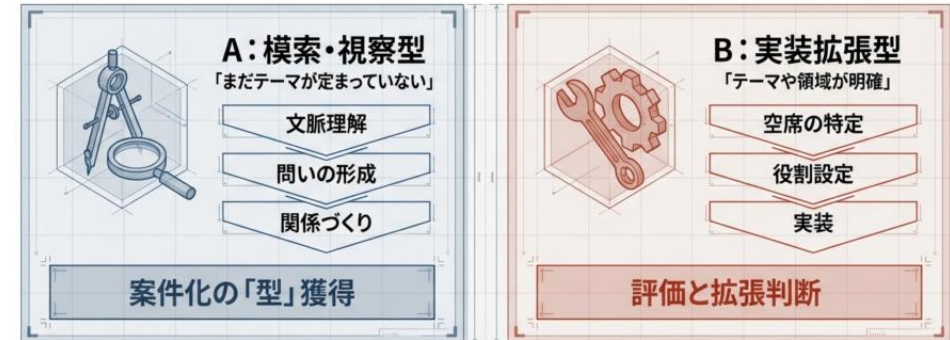 A：模索・視察型
「まだテーマが定まっていない」
文脈理解
問いの形成
関係づくり
案件化の「型」獲得
B：実装拡張型
「テーマや領域が明確」
空席の特定
役割設定
実装
評価と拡張判断